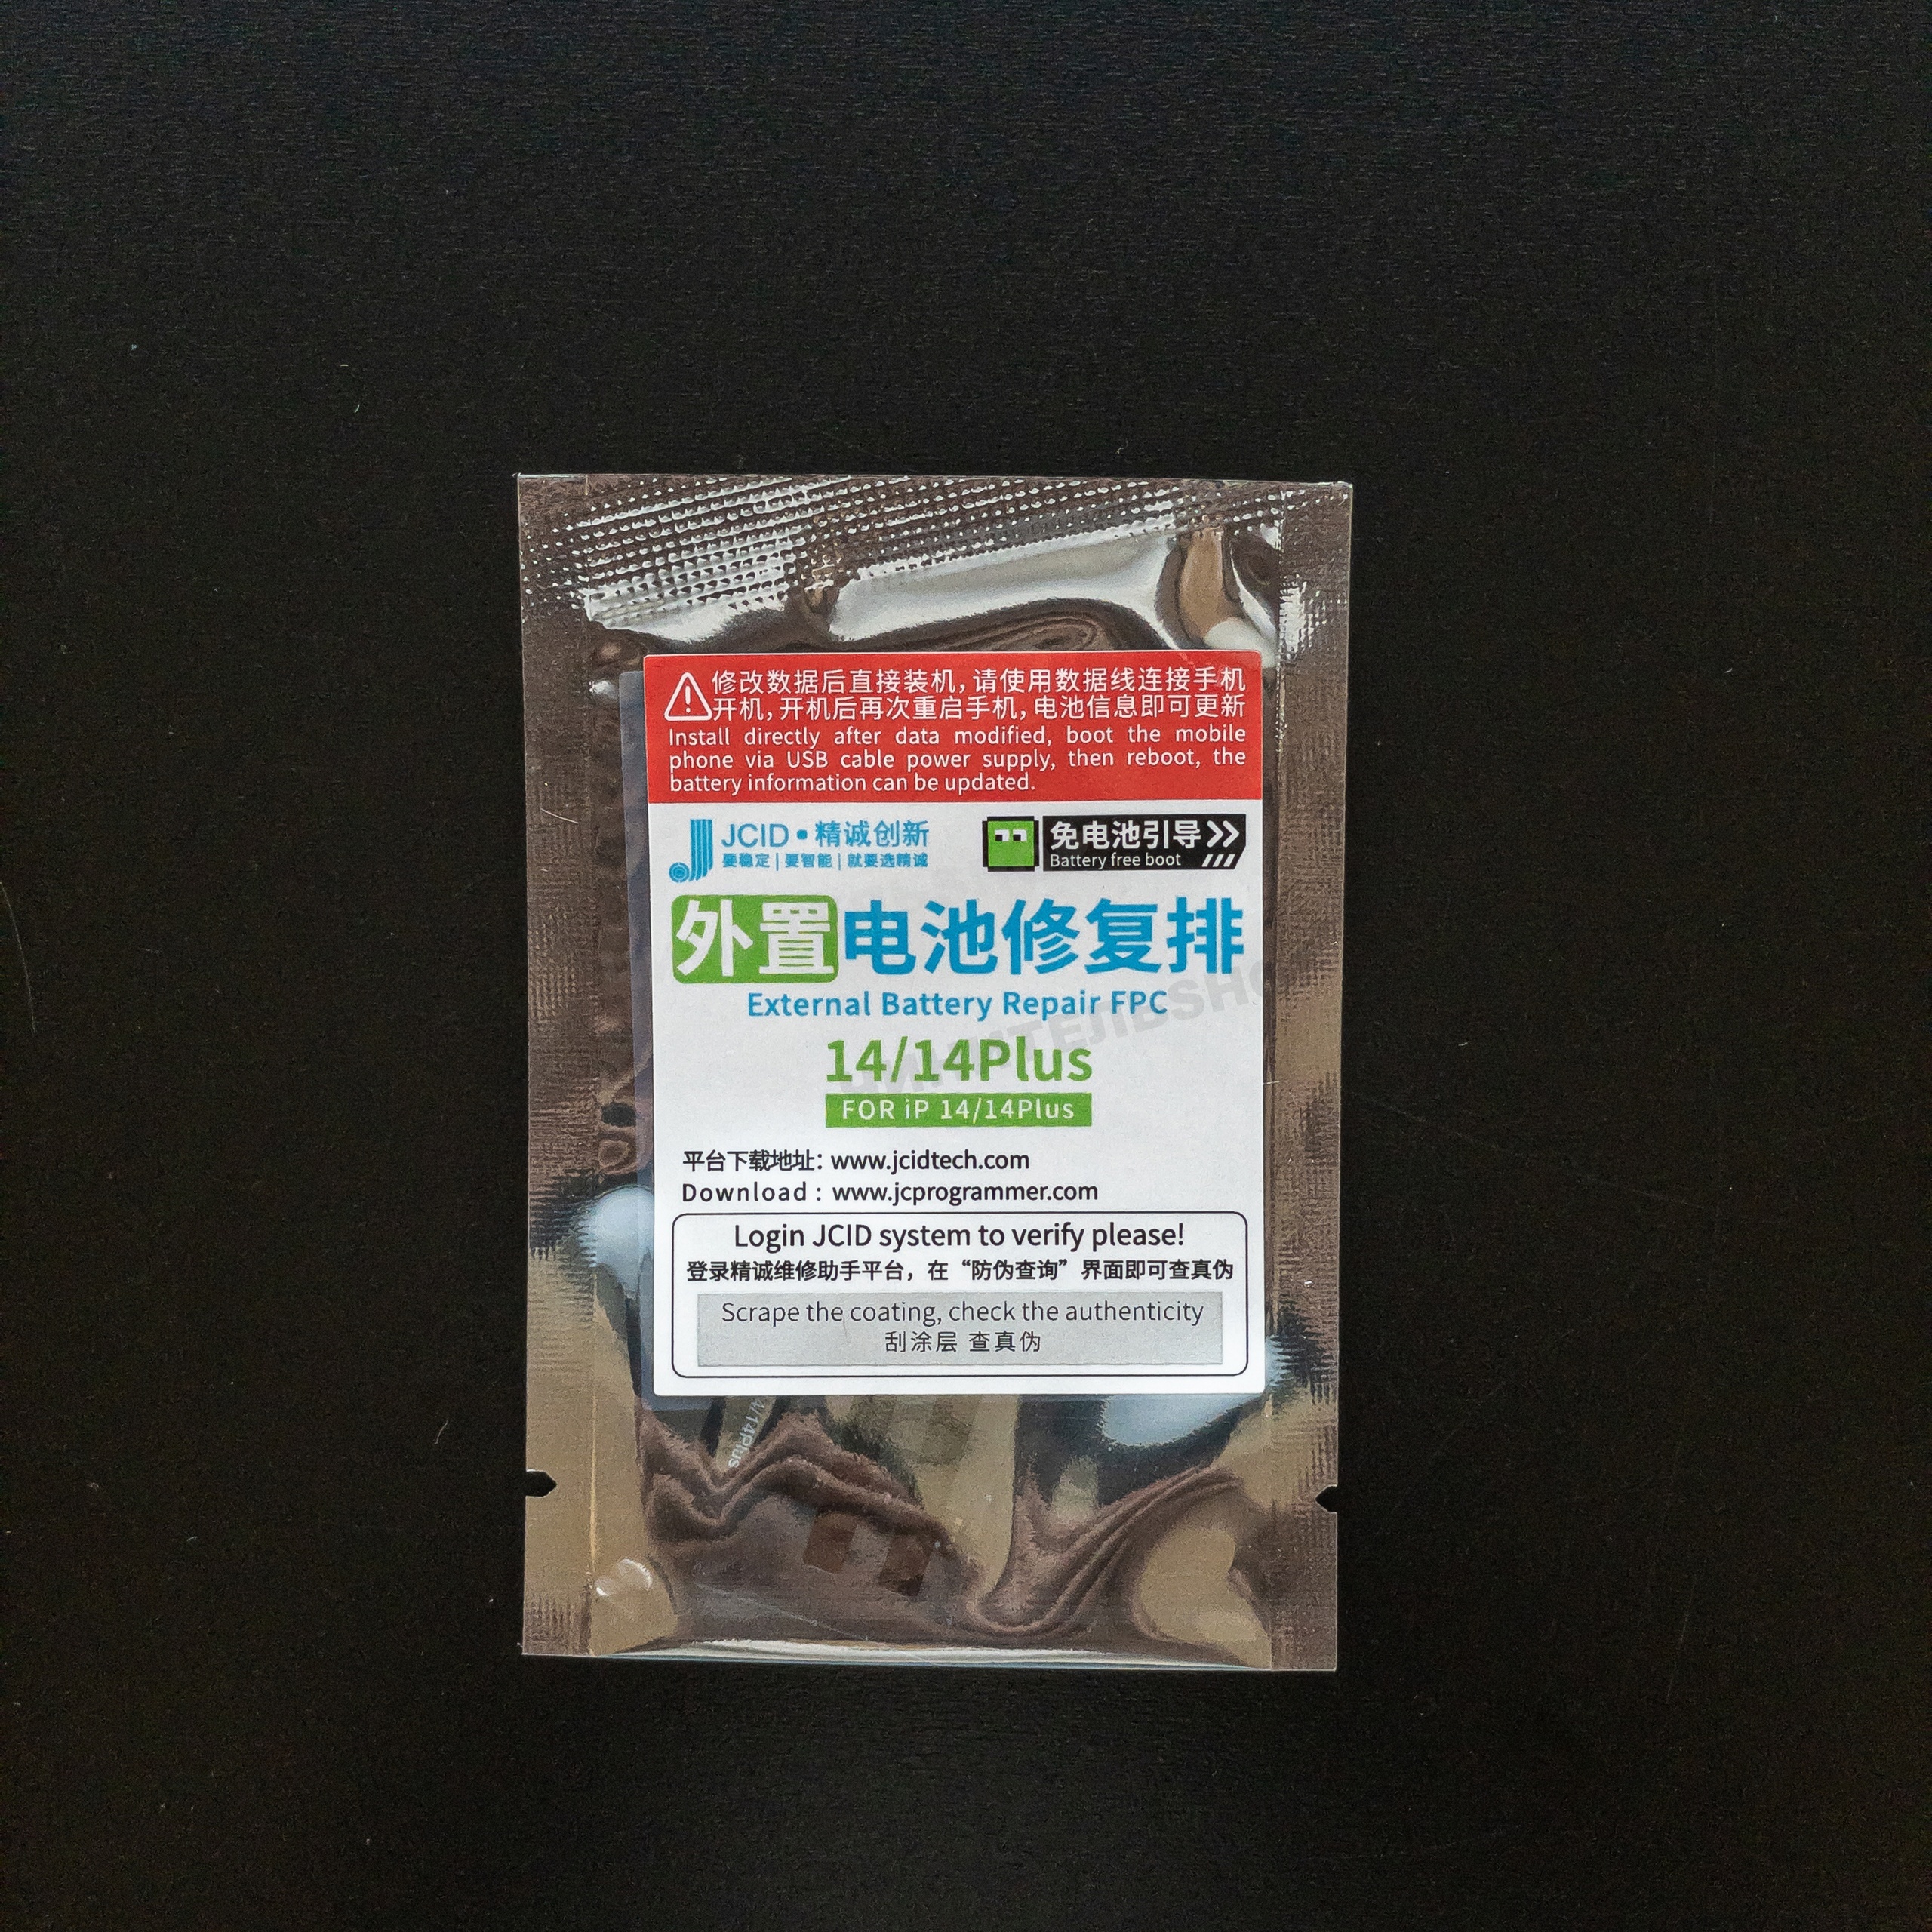 修改数据后直接装机，请使用数据线连接手机
开机，开机后再次重启手机，电池信息即可更新
Install directly after data modified, boot the mobile
phone via USB cable power supply, then reboot, the
battery information can be updated.
JCID•精诚创新
要稳定|要智能|就要选精诚
免电池引导
Battery free boot
外置电池修复排
External Battery Repair FPC
14/14Plus
FOR iP 14/14Plus
平台下载地址：www.jcidtech.com
Download: www.jcprogrammer.com
Login JCID system to verify please!
登录精诚维修助手平台，在“防伪查询”界面即可查真伪
Scrape the coating, check the authenticity
刮涂层 查真伪
/14Plus